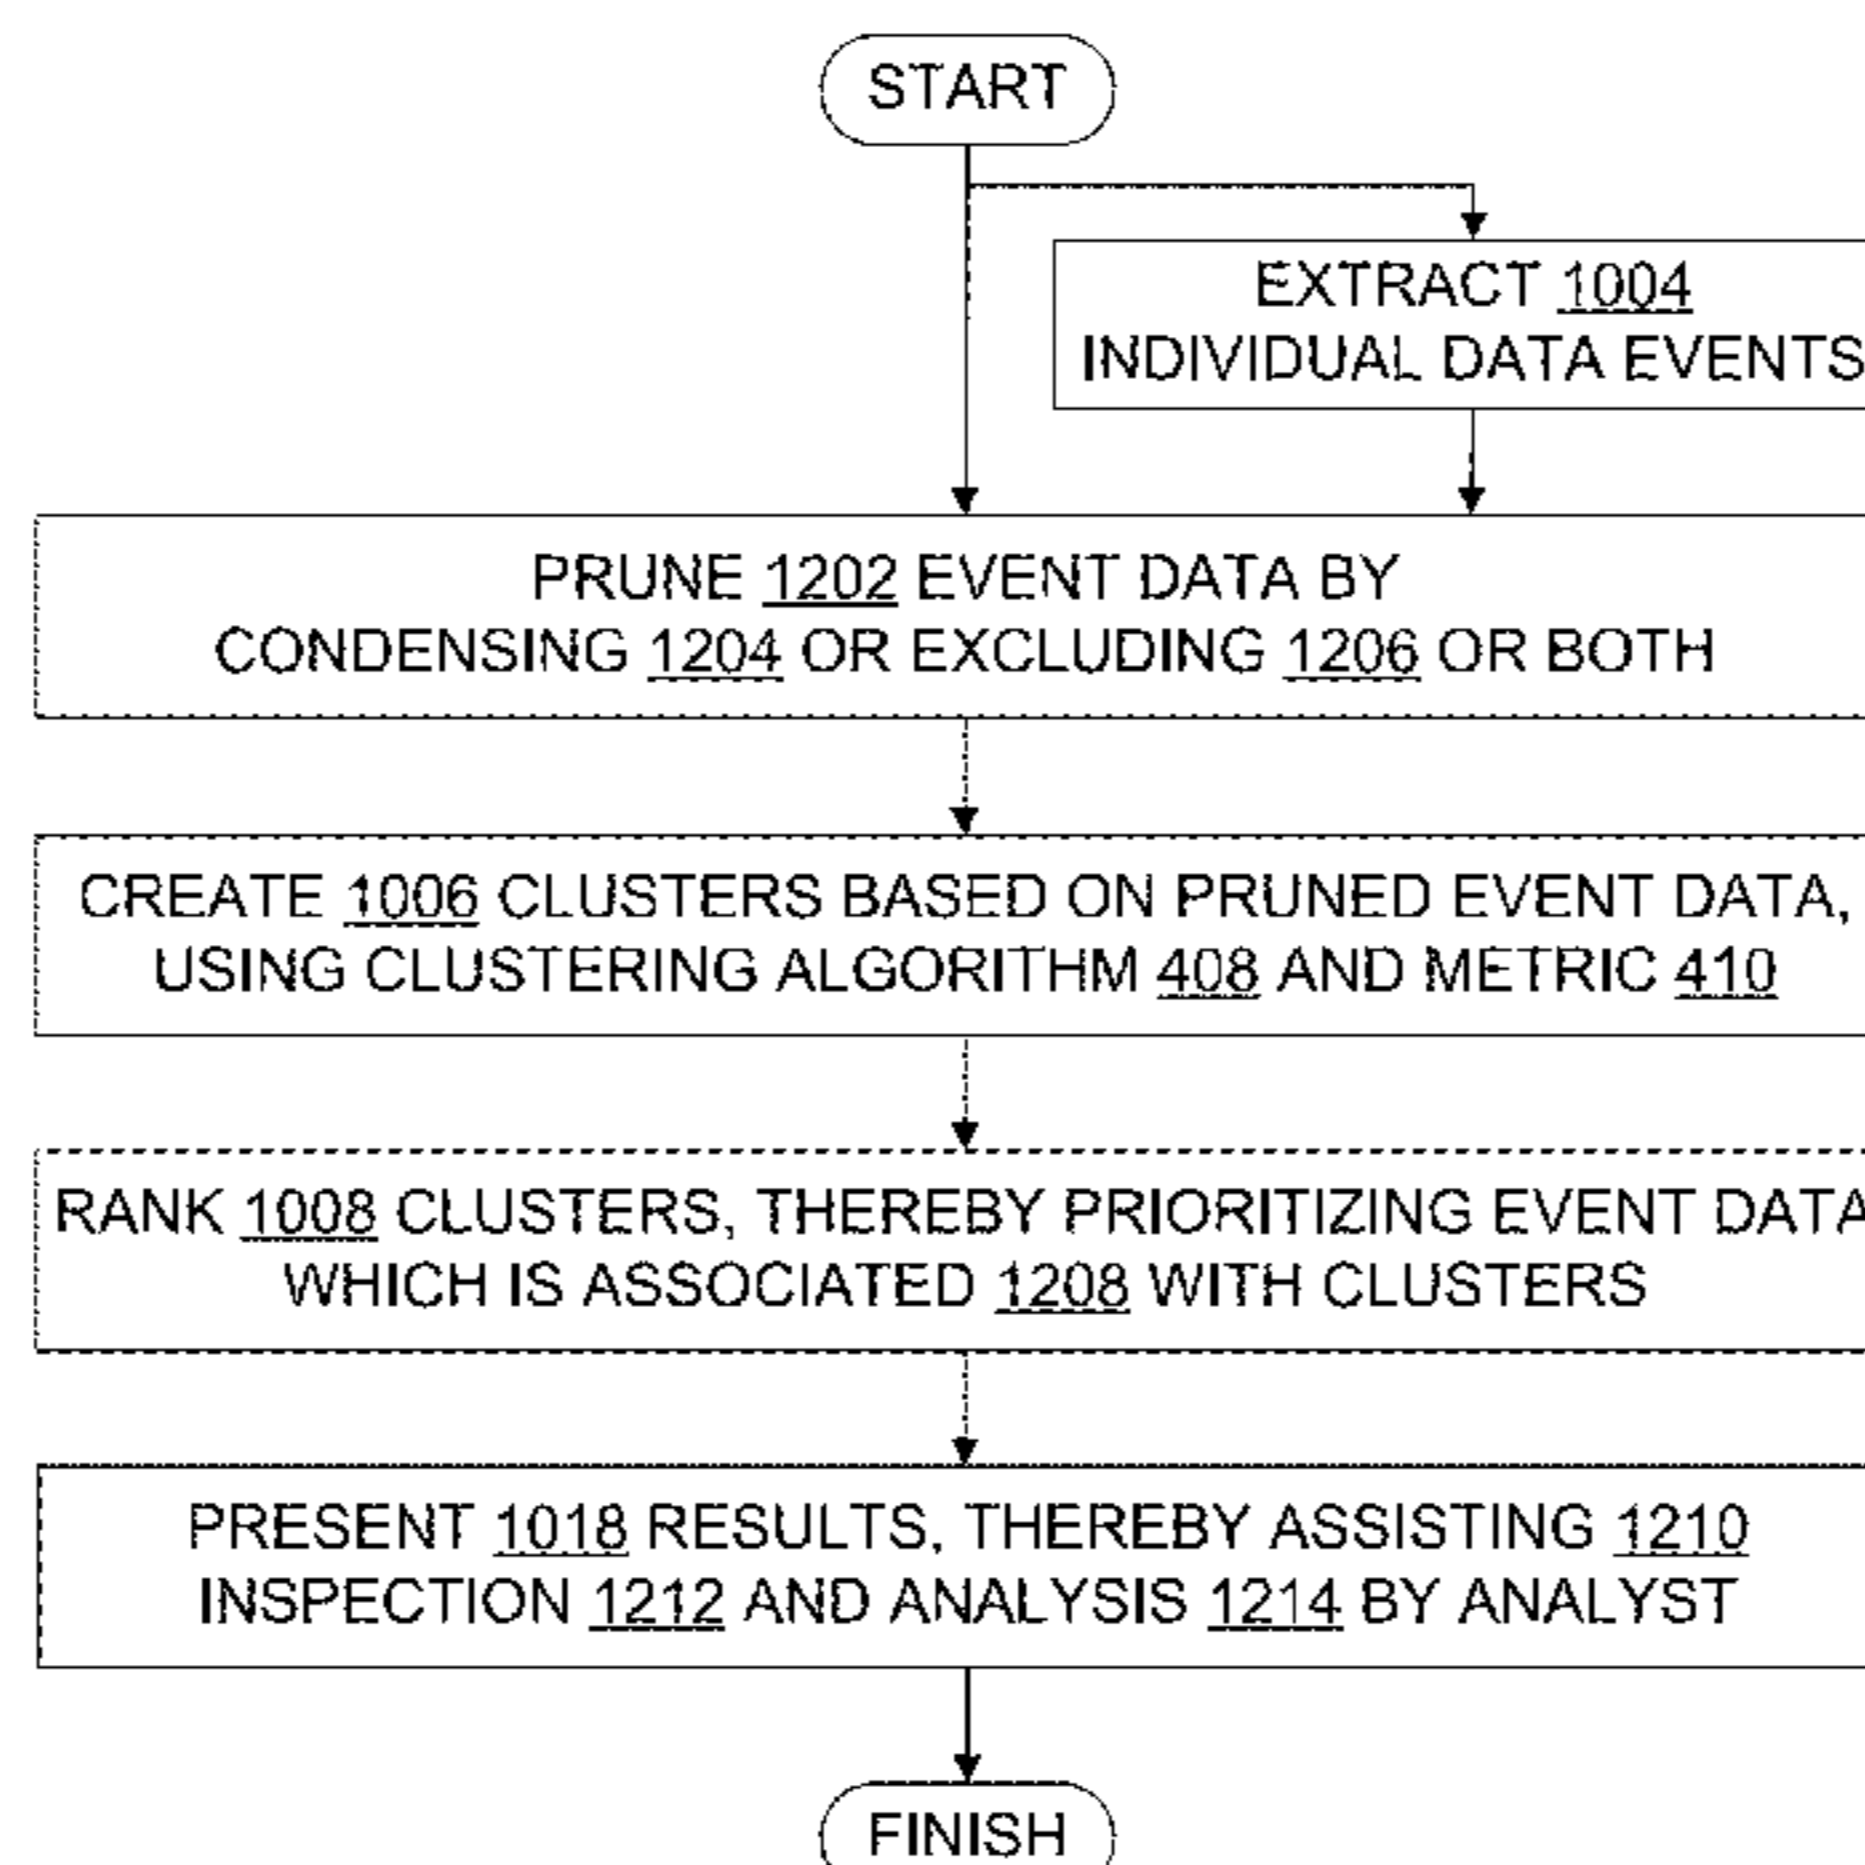 START
EXTRACT 1004
INDIVIDUAL DATA EVENTS
PRUNE 1202 EVENT DATA BY
CONDENSING 1204 OR EXCLUDING 1206 OR BOTH
CREATE 1006 CLUSTERS BASED ON PRUNED EVENT DATA,
USING CLUSTERING ALGORITHM 408 AND METRIC 410
RANK 1008 CLUSTERS, THEREBY PRIORITIZING EVENT DATA
WHICH IS ASSOCIATED 1208 WITH CLUSTERS
PRESENT 1018 RESULTS, THEREBY ASSISTING 1210
INSPECTION 1212 AND ANALYSIS 1214 BY ANALYST
FINISH